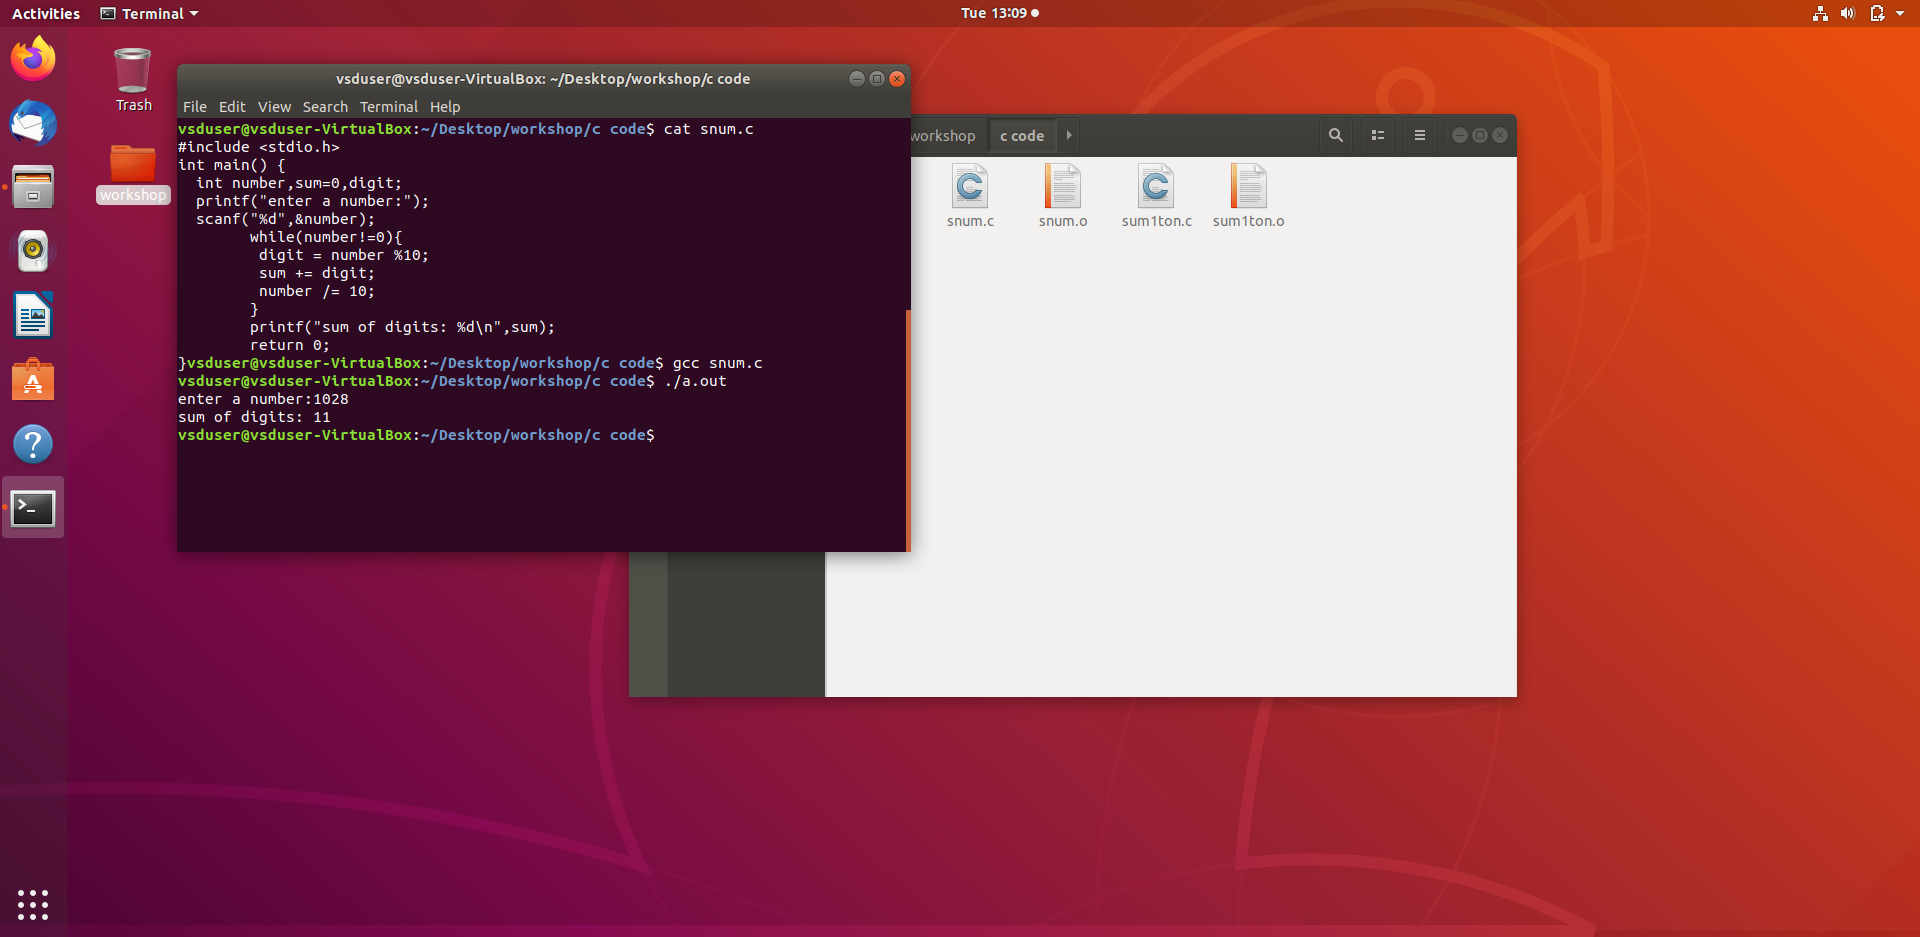 Activities
Terminal
Tue 13:09
Trash
workshop
vsduser@vsduser-VirtualBox: ~/Desktop/workshop/c code
File Edit View Search Terminal Help
vsduser@vsduser-VirtualBox:~/Desktop/workshop/c code$ cat snum.c
#include <stdio.h>
int main() {
  int number,sum=0,digit;
  printf("enter a number:");
  scanf("%d",&number);
        while(number!=0){
         digit = number %10;
         sum += digit;
         number /= 10;
        }
        printf("sum of digits: %d\n",sum);
        return 0;
}vsduser@vsduser-VirtualBox:~/Desktop/workshop/c code$ gcc snum.c
vsduser@vsduser-VirtualBox:~/Desktop/workshop/c code$ ./a.out
enter a number:1028
sum of digits: 11
vsduser@vsduser-VirtualBox:~/Desktop/workshop/c code$
workshop
c code
snum.c
snum.o
sum1ton.c
sum1ton.o